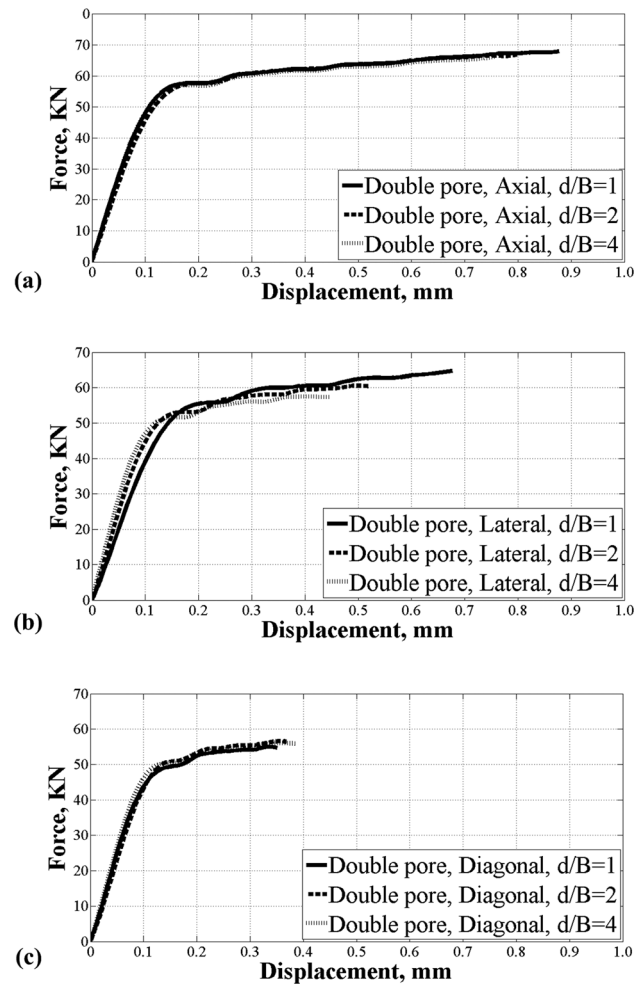 70
60
50
40
30
20
10
0
Force, KN
Double pore, Axial, d/B=1
Double pore, Axial, d/B=2
Double pore, Axial, d/B=4
0 0.1 0.2 0.3 0.4 0.5 0.6 0.7 0.8 0.9 1.0
Displacement, mm
(a)
70
60
50
40
30
20
10
0
Force, KN
Double pore, Lateral, d/B=1
Double pore, Lateral, d/B=2
Double pore, Lateral, d/B=4
0 0.1 0.2 0.3 0.4 0.5 0.6 0.7 0.8 0.9 1.0
Displacement, mm
(b)
70
60
50
40
30
20
10
0
Force, KN
Double pore, Diagonal, d/B=1
Double pore, Diagonal, d/B=2
Double pore, Diagonal, d/B=4
0 0.1 0.2 0.3 0.4 0.5 0.6 0.7 0.8 0.9 1.0
Displacement, mm
(c)